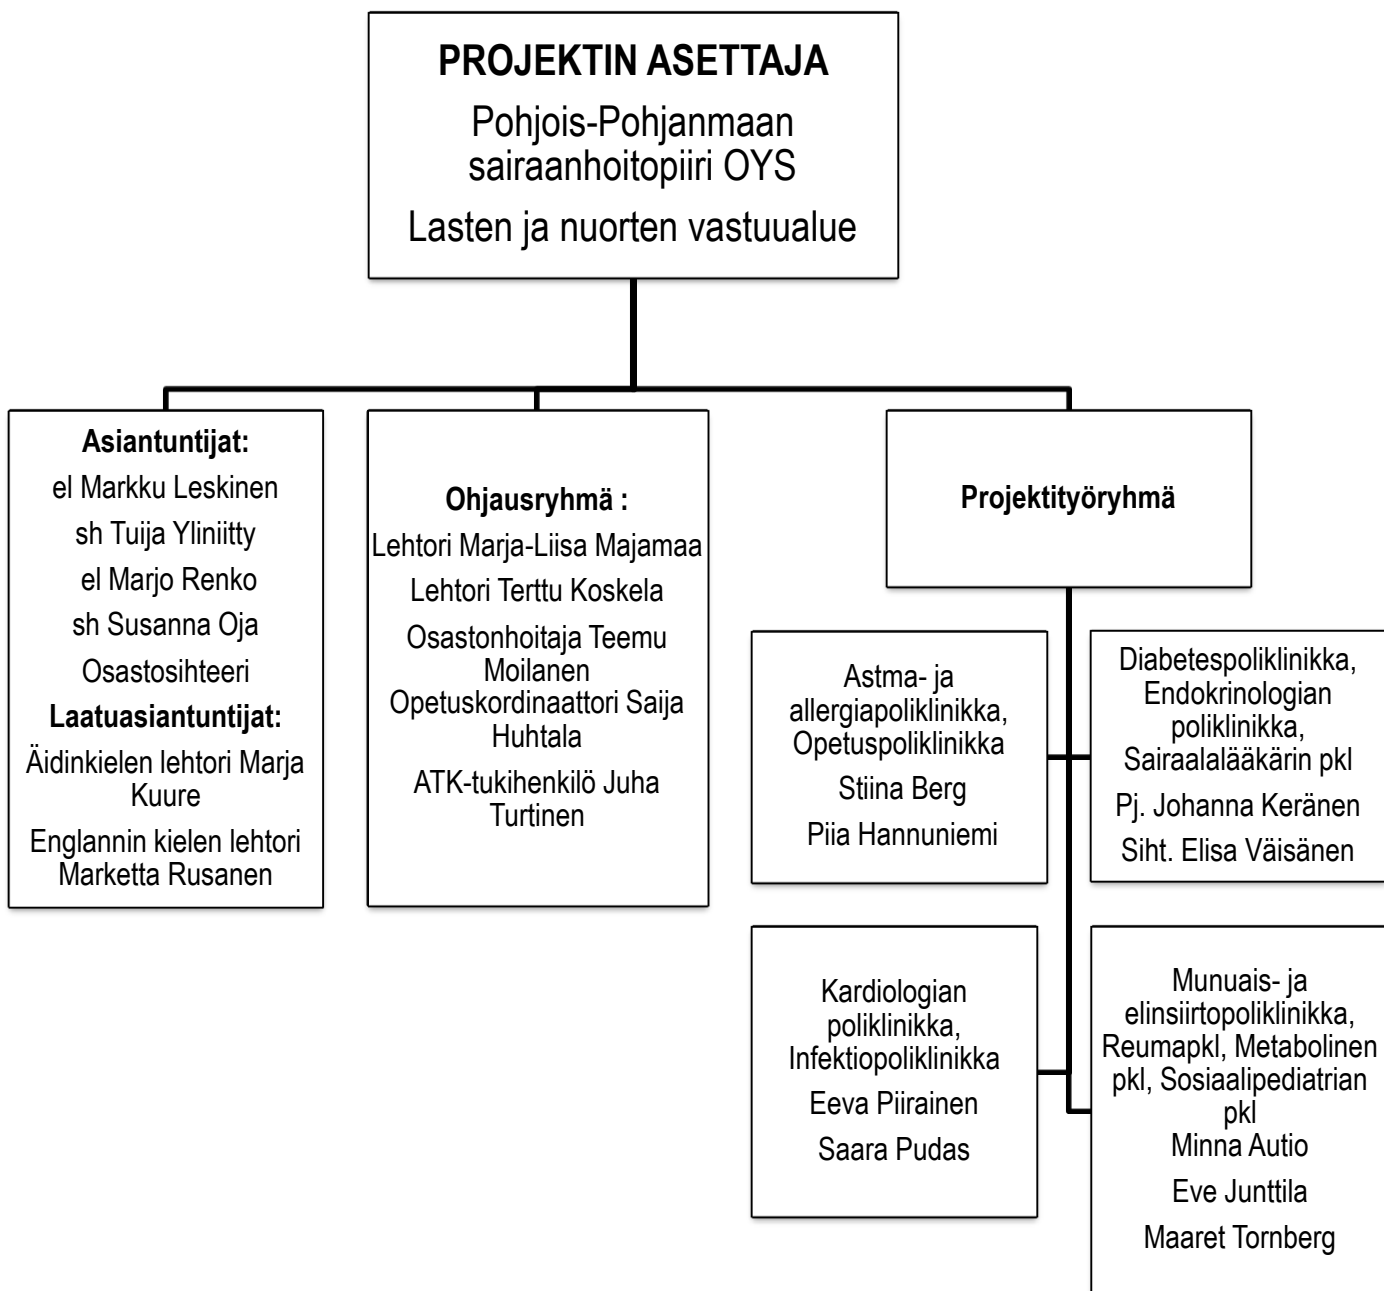 PROJEKTIN ASETTAJA
Pohjois-Pohjanmaan
sairaanhoitopiiri OYS
Lasten ja nuorten vastuualue
Asiantuntijat:
el Markku Leskinen
sh Tuija Yliniitty
el Marjo Renko
sh Susanna Oja
Osastosihteeri
Laatuasiantuntijat:
Äidinkielen lehtori Marja
Kuure
Englannin kielen lehtori
Marketta Rusanen
Ohjausryhmä :
Lehtori Marja-Liisa Majamaa
Lehtori Terttu Koskela
Osastonhoitaja Teemu
Moilanen
Opetuskordinaattori Saija
Huhtala
ATK-tukihenkilö Juha
Turtinen
Projektityöryhmä
Astma- ja
allergiapoliklinikka,
Opetuspoliklinikka
Stiina Berg
Piia Hannuniemi
Diabetespoliklinikka,
Endokrinologian
poliklinikka,
Sairaalalääkärin pkl
Pj. Johanna Keränen
Siht. Elisa Väisänen
Kardiologian
poliklinikka,
Infektiopoliklinikka
Eeva Piirainen
Saara Pudas
Munuais- ja
elinsiirtopoliklinikka,
Reumapkl, Metabolinen
pkl, Sosiaalipediatrian
pkl
Minna Autio
Eve Junttila
Maaret Tornberg